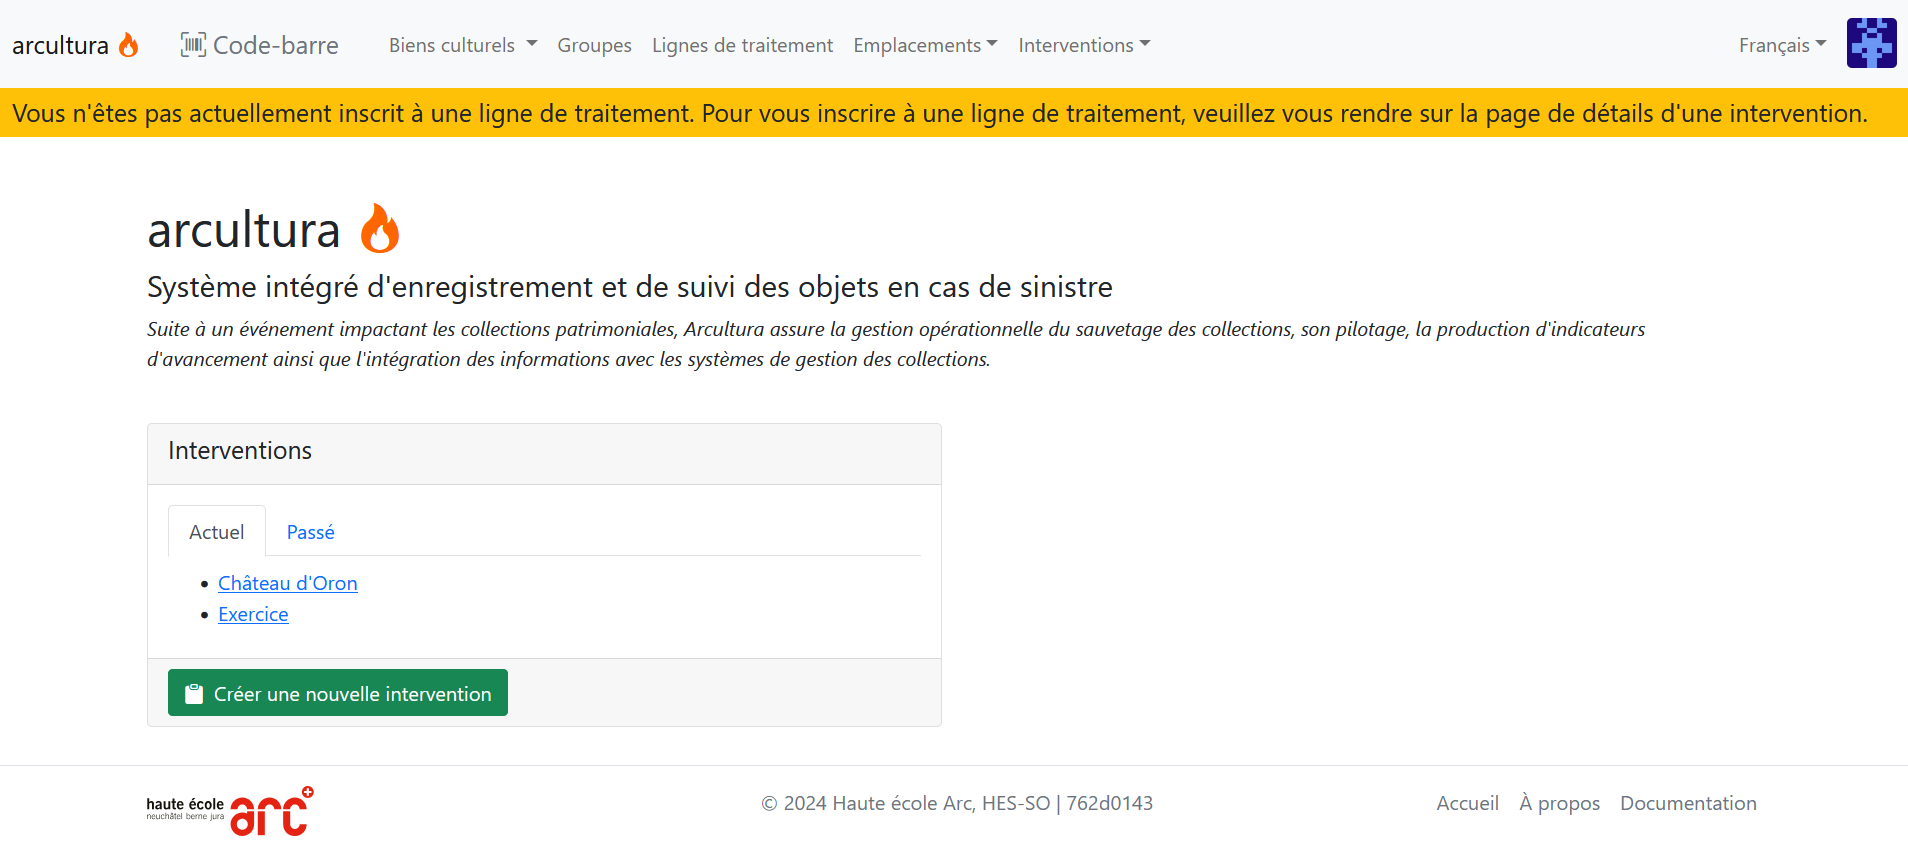 arcultura
Code-barre
Biens culturels
Groupes
Lignes de traitement
Emplacements
Interventions
Français
Vous n'êtes pas actuellement inscrit à une ligne de traitement. Pour vous inscrire à une ligne de traitement, veuillez vous rendre sur la page de détails d'une intervention.
arcultura
Système intégré d'enregistrement et de suivi des objets en cas de sinistre
Suite à un événement impactant les collections patrimoniales, Arcultura assure la gestion opérationnelle du sauvetage des collections, son pilotage, la production d'indicateurs
d'avancement ainsi que l'intégration des informations avec les systèmes de gestion des collections.
Interventions
Actuel
Passé
Château d'Oron
Exercice
Créer une nouvelle intervention
haute école
neuchâtel berne jura
arc
© 2024 Haute école Arc, HES-SO | 762d0143
Accueil
À propos
Documentation